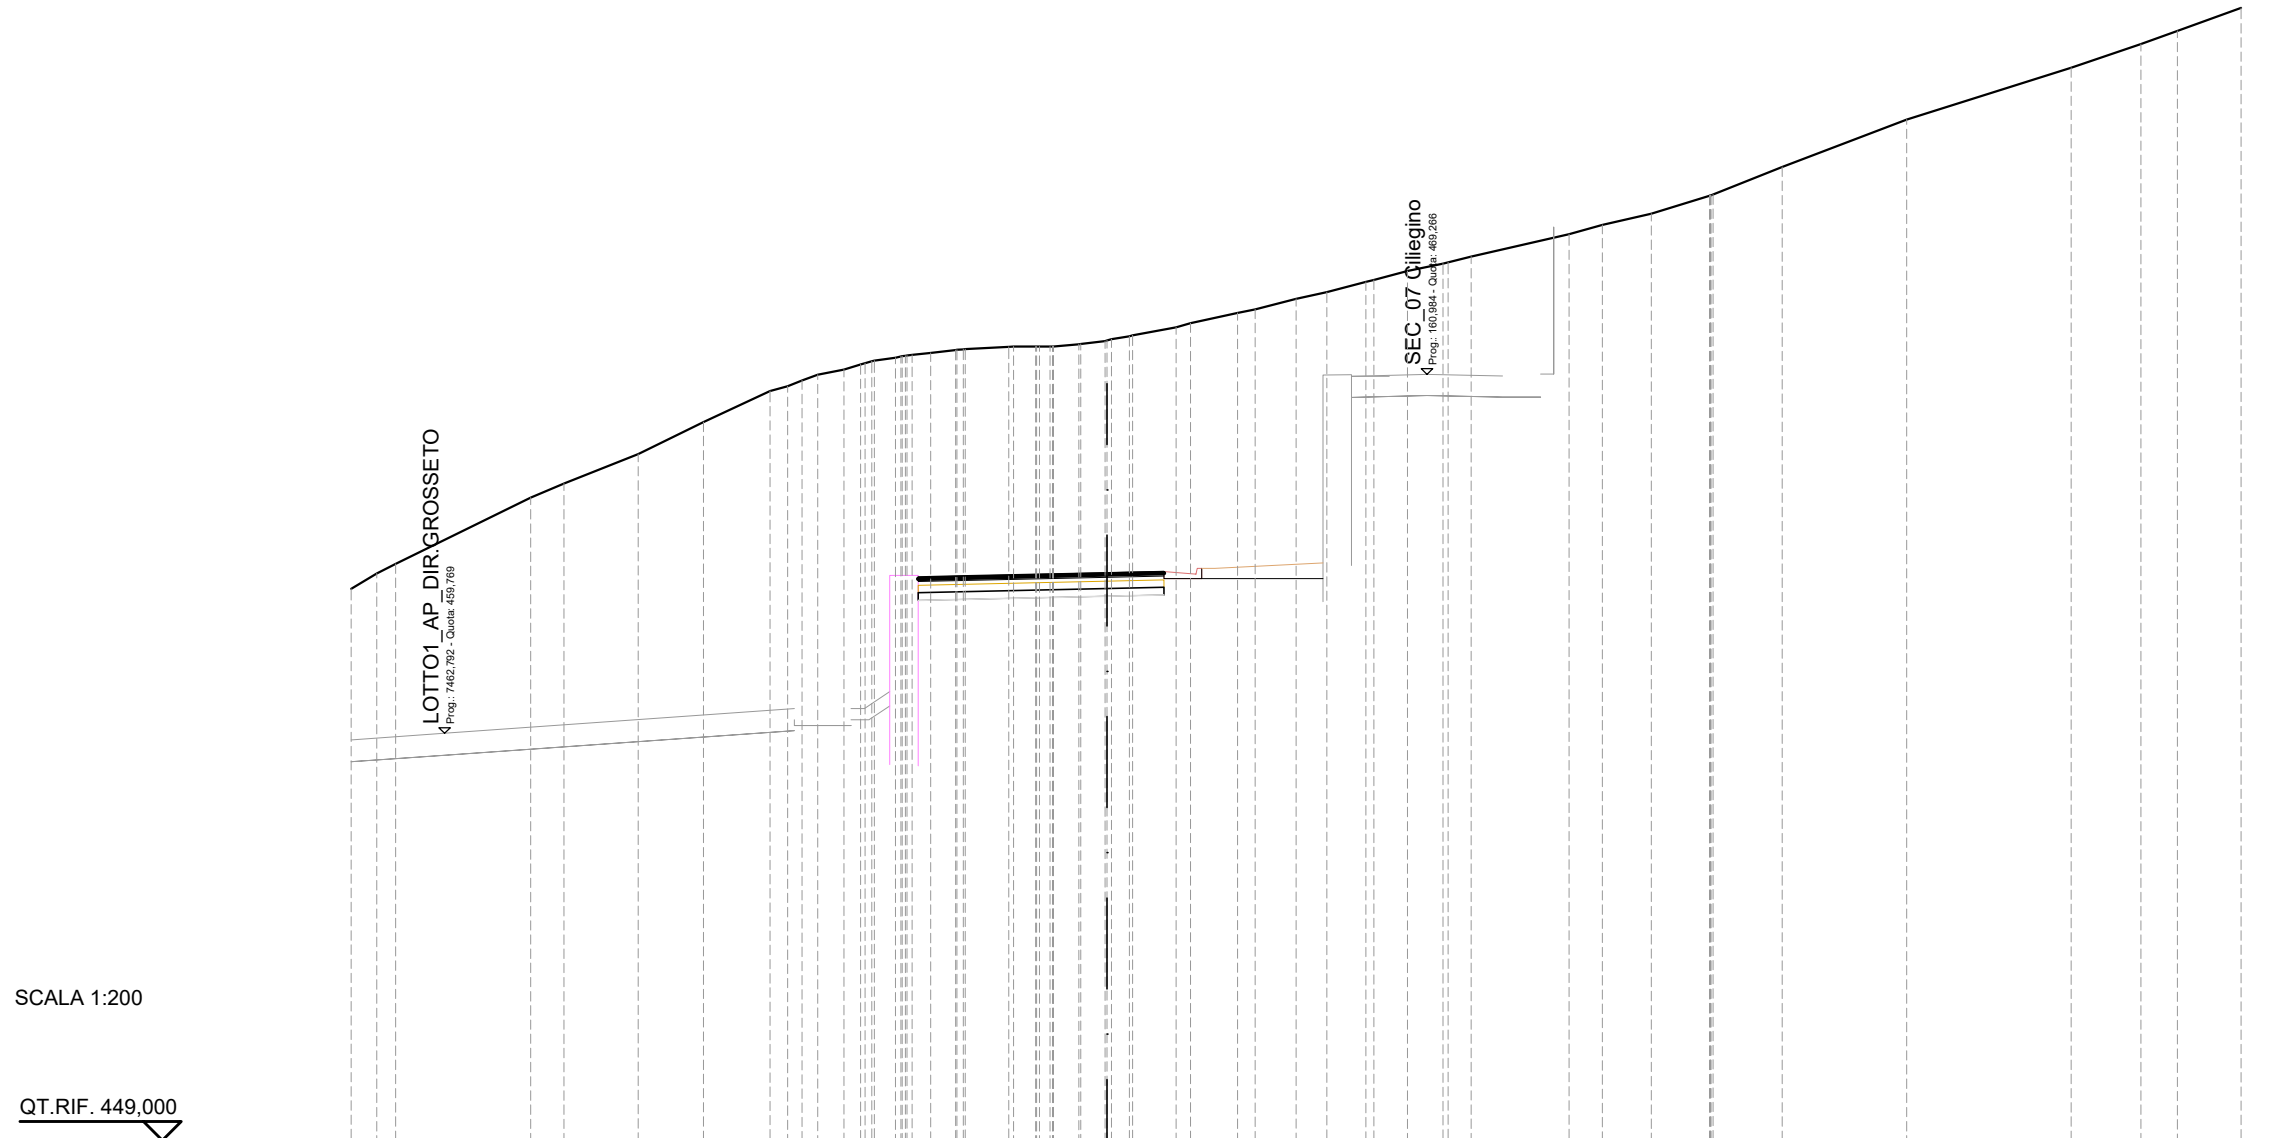 SEC_07 Ciliegino
Prog.: 160,984 - Quota: 469,266
LOTTO1_AP_DIR.GROSSETO
Prog.: 7462,792 - Quota: 459,769
SCALA 1:200
QT.RIF. 449,000